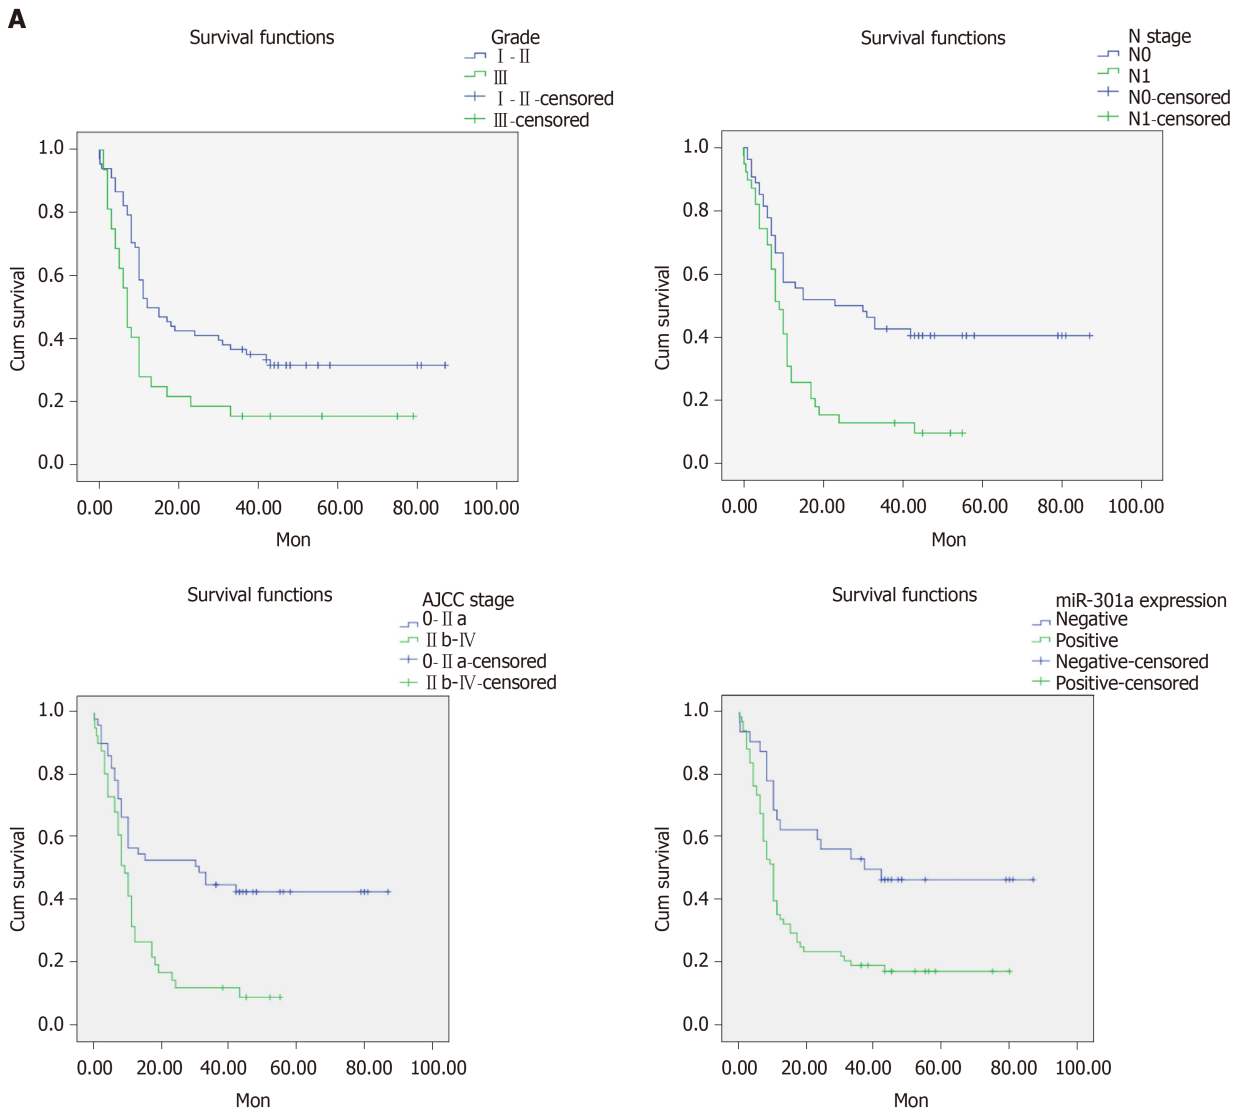 A
Survival functions
Grade
Ⅰ-Ⅱ
Ⅲ
Ⅰ-Ⅱ-censored
Ⅲ-censored
1.0
0.8
0.6
0.4
0.2
0.0
Cum survival
0.00 20.00 40.00 60.00 80.00 100.00
Mon
Survival functions
N stage
N0
N1
N0-censored
N1-censored
1.0
0.8
0.6
0.4
0.2
0.0
Cum survival
0.00 20.00 40.00 60.00 80.00 100.00
Mon
Survival functions
AJCC stage
0-Ⅱa
Ⅱb-Ⅳ
0-Ⅱa-censored
Ⅱb-Ⅳ-censored
1.0
0.8
0.6
0.4
0.2
0.0
Cum survival
0.00 20.00 40.00 60.00 80.00 100.00
Mon
Survival functions
miR-301a expression
Negative
Positive
Negative-censored
Positive-censored
1.0
0.8
0.6
0.4
0.2
0.0
Cum survival
0.00 20.00 40.00 60.00 80.00 100.00
Mon